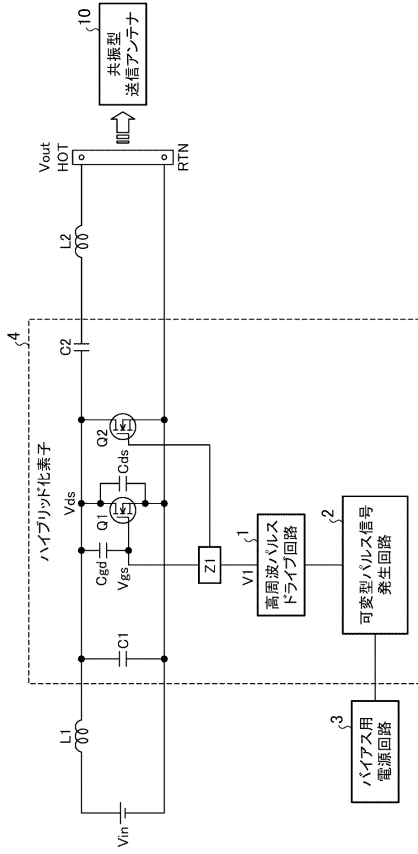 Vin
L1
C1
ハイブリッド化素子
4
Cgd
Vgs
Vds
Q1
Cds
Q2
C2
L2
Vout
HOT
RTN
10
共振型
送信アンテナ
Z1
V1
1
高周波パルス
ドライブ回路
2
可変型パルス信号
発生回路
3
バイアス用
電源回路